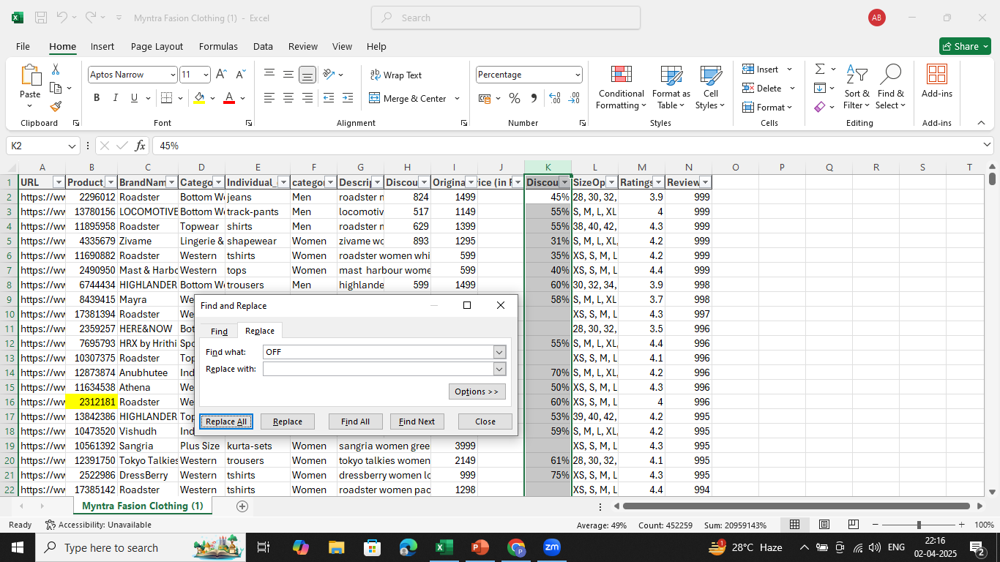 Myntra Fasion Clothing (1) - Excel
Search
AB
File Home Insert Page Layout Formulas Data Review View Help
Share
Paste
Clipboard
Aptos Narrow 11
B I U
Font
Wrap Text
Merge & Center
Alignment
Percentage
Number
Conditional Formatting
Format as Table
Cell Styles
Styles
Insert
Delete
Format
Cells
Sort & Filter
Find & Select
Editing
Add-ins
Add-ins
K2
fx
45%
A B C D E F G H I J K L M N O P Q R S T
1 URL Product_ BrandNam Catego Individual_ categor Descrip Discou Origina ice (in R Discou SizeOp Ratings Review
2 https://ww 2296012 Roadster Bottom We jeans Men roadster m 824 1499 45% 28, 30, 32, 3.9 999
3 https://ww 13780156 LOCOMOTIVE Bottom We track-pants Men locomotiv 517 1149 55% S, M, L, XL 4 999
4 https://ww 11895958 Roadster Topwear shirts Men roadster m 629 1399 55% 38, 40, 42, 4.3 999
5 https://ww 4335679 Zivame Lingerie & shapewear Women zivame wo 893 1295 31% S, M, L, XL, 4.2 999
6 https://ww 11690882 Roadster Western tshirts Women roadster women whi 599 35% XS, S, M, L 4.2 999
7 https://ww 2490950 Mast & Harbo Western tops Women mast harbour wome 599 40% XS, S, M, L 4.4 999
8 https://ww 6744434 HIGHLANDER Bottom We trousers Men highlande 599 1499 60% 30, 32, 34, 3.9 998
9 https://ww 8439415 Mayra We 58% S, M, L, XL 3.7 998
10 https://ww 17381394 Roadster We XS, S, M, L 4.3 997
11 https://ww 2359257 HERE&NOW Bot 28, 30, 32, 3.5 996
12 https://ww 7695793 HRX by Hrithi Spo 55% S, M, L, XL 4.4 996
13 https://ww 10307375 Roadster Top XS, S, M, L 4.1 996
14 https://ww 12873874 Anubhutee Ind 70% S, M, L, XL 4.2 996
15 https://ww 11634538 Athena We 50% XS, S, M, L 4.3 996
16 https://ww 2312181 Roadster We 60% XS, S, M, L 4 996
17 https://ww 13842386 HIGHLANDER Top 53% 39, 40, 42, 4.2 995
18 https://ww 10473520 Vishudh Ind 59% S, M, L, XL 4.2 995
19 https://ww 10561392 Sangria Plus Size kurta-sets Women sangria women gree 3999 XS, S, M, L 4.3 995
20 https://ww 12391750 Tokyo Talkies Western trousers Women tokyo talkies women 2149 61% 28, 30, 32, 4.1 995
21 https://ww 2522986 DressBerry Western tshirts Women dressberry women lo 999 75% XS, S, M, L 4.3 995
22 https://ww 17385142 Roadster Western tshirts Women roadster women pac 1298 XS, S, M, L 4.4 994
Find and Replace
Find Replace
Find what: OFF
Replace with:
Options >>
Replace All Replace Find All Find Next Close
Myntra Fasion Clothing (1)
Ready Accessibility: Unavailable Average: 49% Count: 452259 Sum: 20959143% 100%
Type here to search
zm
1
28°C Haze
ENG
22:16
02-04-2025
2